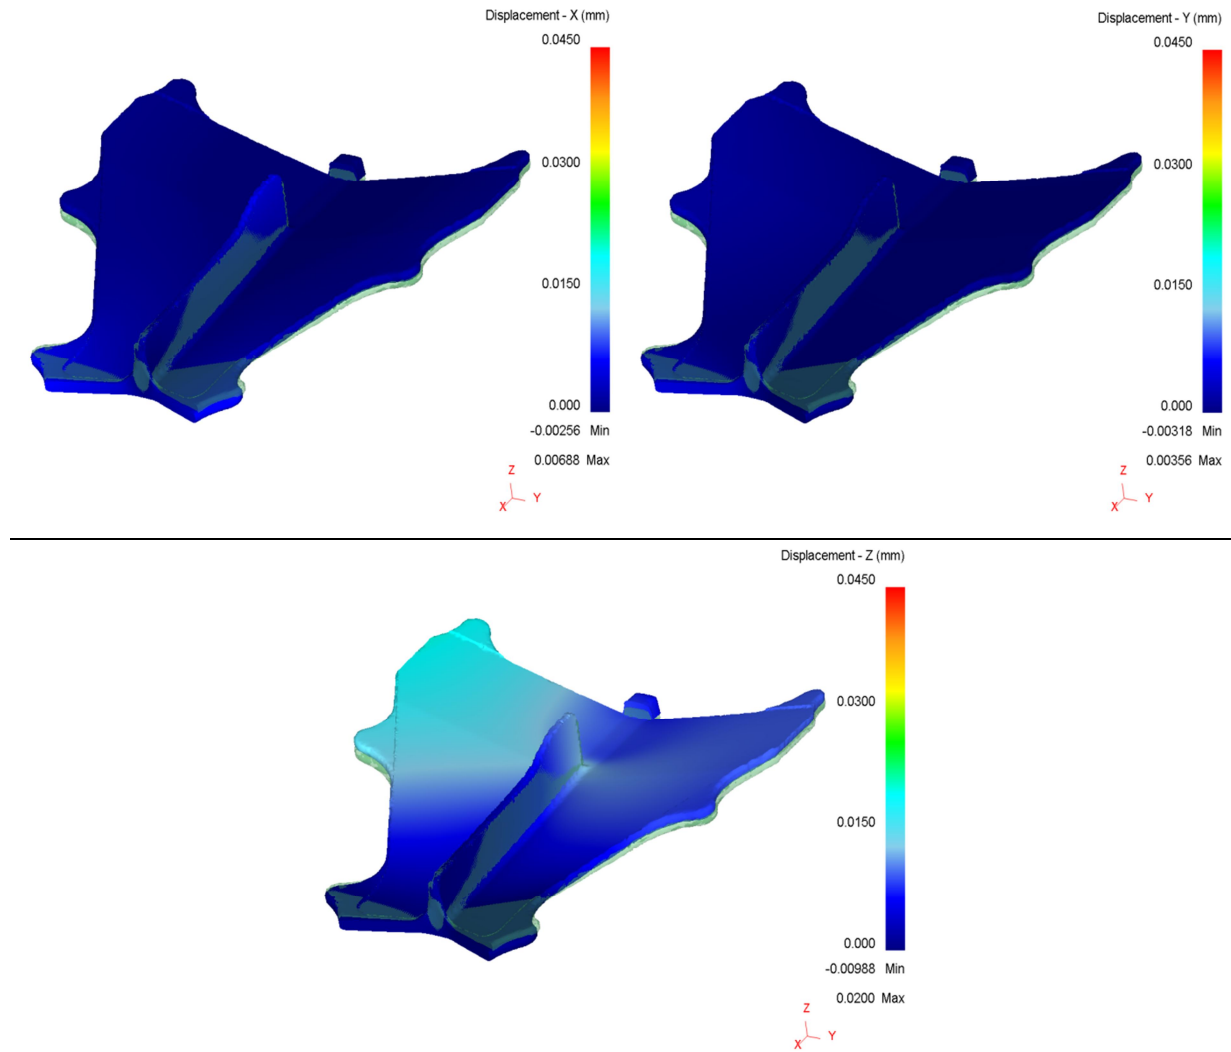 Displacement - X (mm)
0.0450
0.0300
0.0150
0.000
-0.00256 Min
0.00688 Max
Z
X
Y
Displacement - Y (mm)
0.0450
0.0300
0.0150
0.000
-0.00318 Min
0.00356 Max
Z
X
Y
Displacement - Z (mm)
0.0450
0.0300
0.0150
0.000
-0.00988 Min
0.0200 Max
Z
X
Y